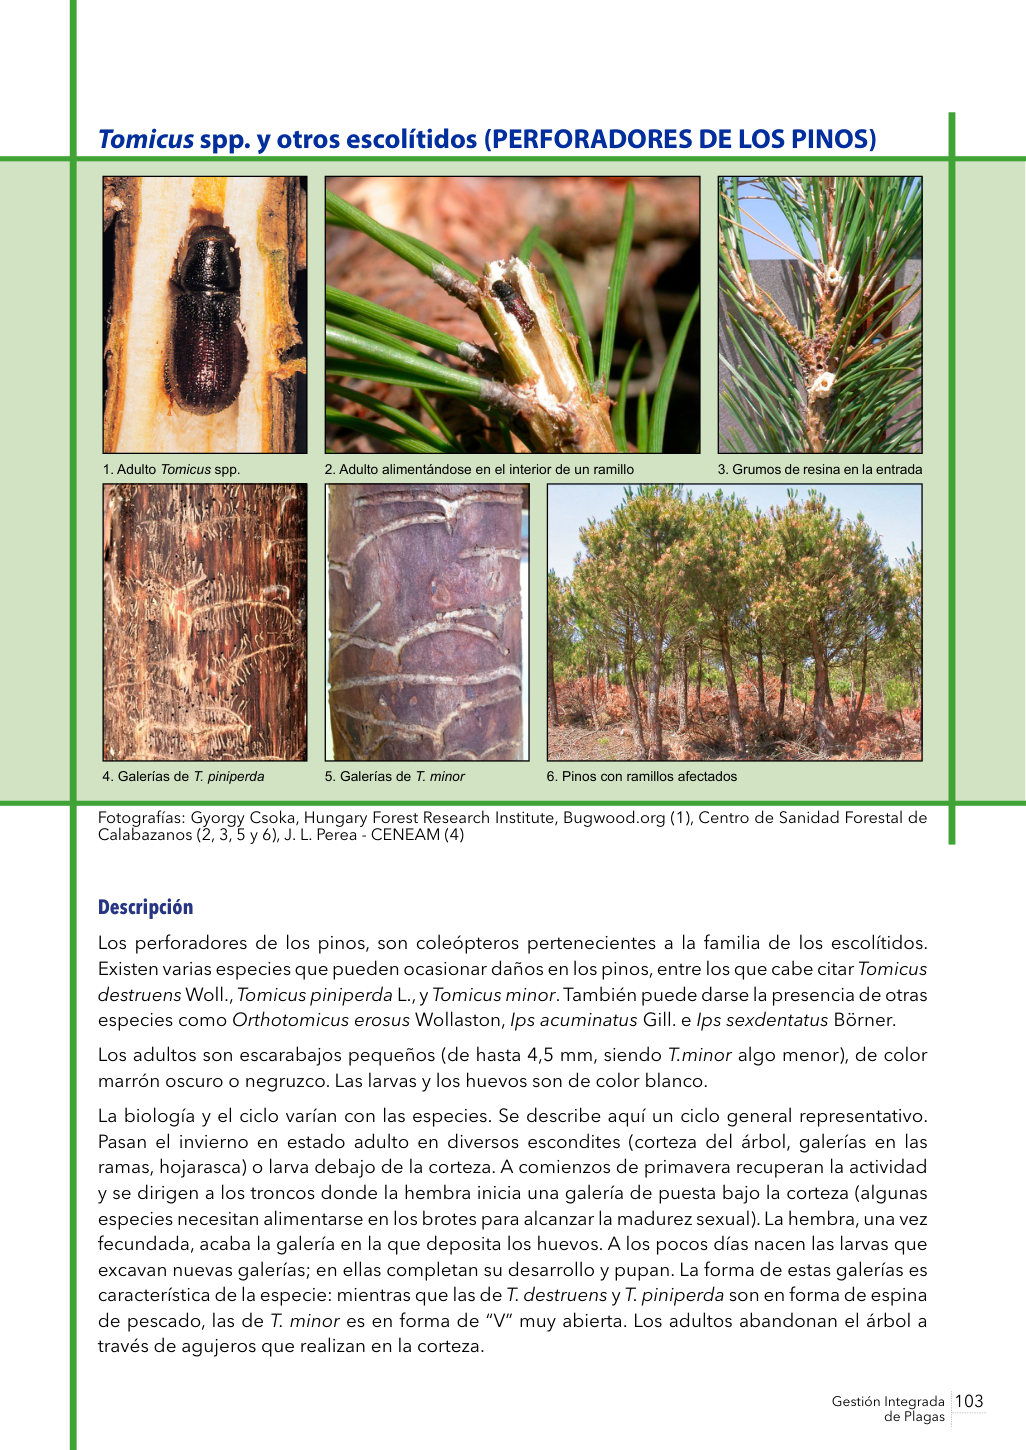 Tomicus spp. y otros escolítidos (PERFORADORES DE LOS PINOS)
1. Adulto Tomicus spp.
2. Adulto alimentándose en el interior de un ramillo
3. Grumos de resina en la entrada
4. Galerías de T. piniperda
5. Galerías de T. minor
6. Pinos con ramillos afectados
Fotografías: Gyorgy Csoka, Hungary Forest Research Institute, Bugwood.org (1), Centro de Sanidad Forestal de
Calabazanos (2, 3, 5 y 6), J. L. Perea - CENEAM (4)
Descripción
Los perforadores de los pinos, son coleópteros pertenecientes a la familia de los escolítidos.
Existen varias especies que pueden ocasionar daños en los pinos, entre los que cabe citar Tomicus
destruens Woll., Tomicus piniperda L., y Tomicus minor. También puede darse la presencia de otras
especies como Orthotomicus erosus Wollaston, Ips acuminatus Gill. e Ips sexdentatus Börner.
Los adultos son escarabajos pequeños (de hasta 4,5 mm, siendo T.minor algo menor), de color
marrón oscuro o negruzco. Las larvas y los huevos son de color blanco.
La biología y el ciclo varían con las especies. Se describe aquí un ciclo general representativo.
Pasan el invierno en estado adulto en diversos escondites (corteza del árbol, galerías en las
ramas, hojarasca) o larva debajo de la corteza. A comienzos de primavera recuperan la actividad
y se dirigen a los troncos donde la hembra inicia una galería de puesta bajo la corteza (algunas
especies necesitan alimentarse en los brotes para alcanzar la madurez sexual). La hembra, una vez
fecundada, acaba la galería en la que deposita los huevos. A los pocos días nacen las larvas que
excavan nuevas galerías; en ellas completan su desarrollo y pupan. La forma de estas galerías es
característica de la especie: mientras que las de T. destruens y T. piniperda son en forma de espina
de pescado, las de T. minor es en forma de “V” muy abierta. Los adultos abandonan el árbol a
través de agujeros que realizan en la corteza.
Gestión Integrada
de Plagas
103